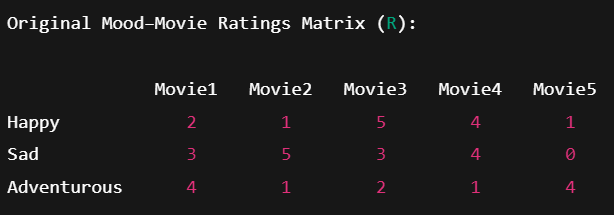 Original Mood–Movie Ratings Matrix (R):
Movie1 Movie2 Movie3 Movie4 Movie5
Happy 2 1 5 4 1
Sad 3 5 3 4 0
Adventurous 4 1 2 1 4